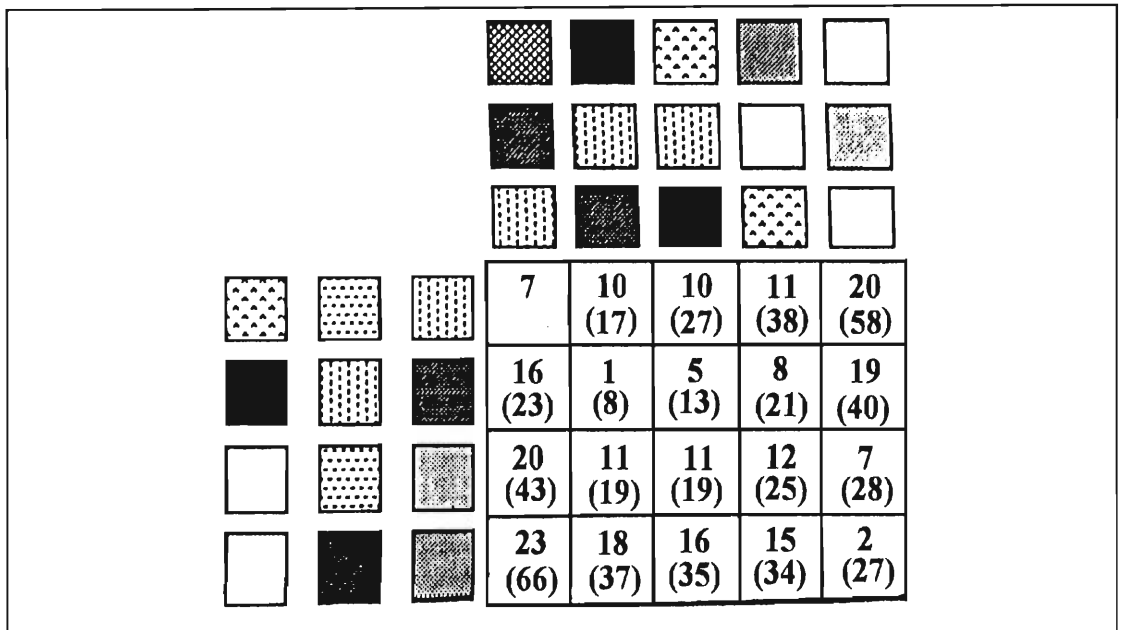 7 10 10 11 20
(17) (27) (38) (58)
16 1 5 8 19
(23) (8) (13) (21) (40)
20 11 11 12 7
(43) (19) (19) (25) (28)
23 18 16 15 2
(66) (37) (35) (34) (27)